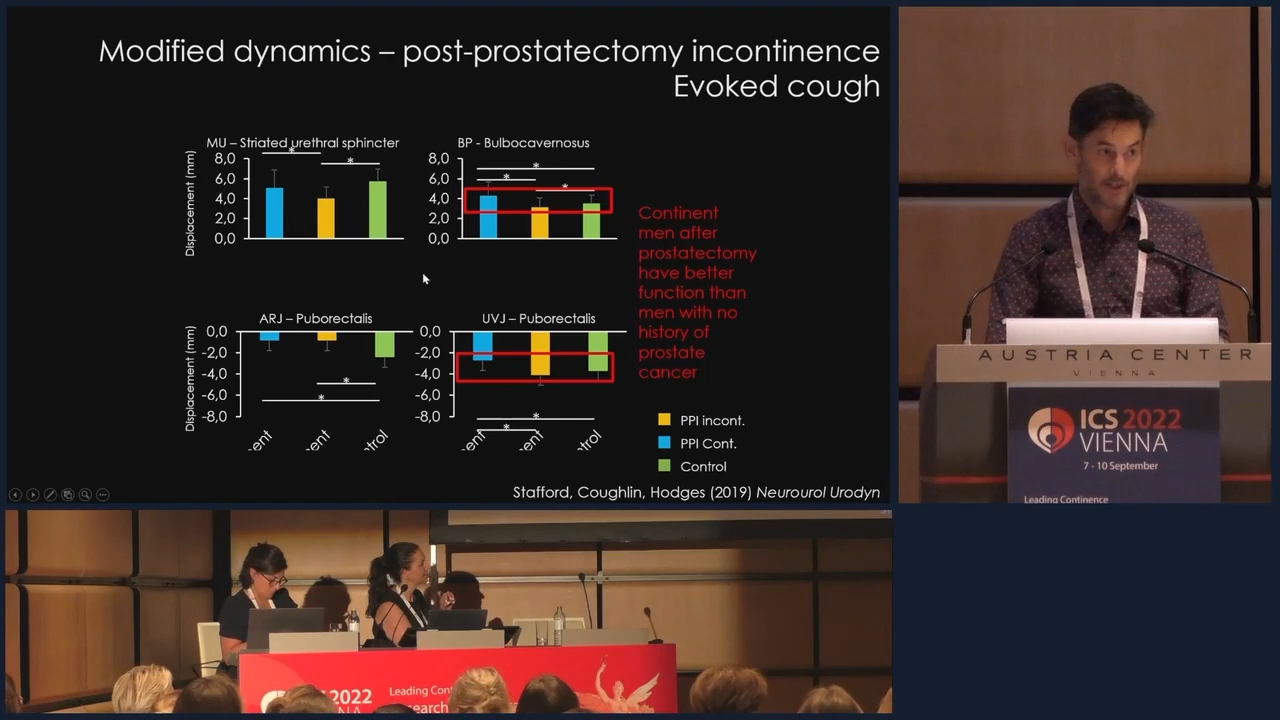 Modified dynamics – post-prostatectomy incontinence
Evoked cough
MU – Striated urethral sphincter
Displacement (mm)
8,0
6,0
4,0
2,0
0,0
*
*
BP - Bulbocavernosus
8,0
6,0
4,0
2,0
0,0
*
*
*
Continent
men after
prostatectomy
have better
function than
men with no
history of
prostate
cancer
ARJ – Puborectalis
Displacement (mm)
0,0
-2,0
-4,0
-6,0
-8,0
*
*
ent
ent
ntrol
UVJ – Puborectalis
0,0
-2,0
-4,0
-6,0
-8,0
*
*
ent
ent
ntrol
PPI incont.
PPI Cont.
Control
Stafford, Coughlin, Hodges (2019) Neurourol Urodyn
AUSTRIA CENTER
VIENNA
ICS 2022
VIENNA
7 - 10 September
Leading Continence
2022
NNA
Leading Cont
search